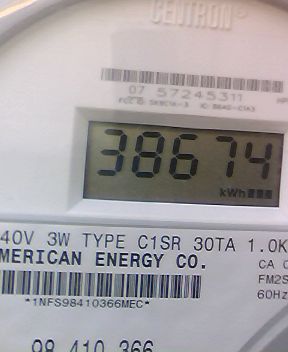 CENTRON®
07 57245311
38674
kWh
40V 3W TYPE C1SR 30TA 1.0K
MERICAN ENERGY CO.
CA
FM2S
60Hz
*1NFS98410366MEC*
98 410 366